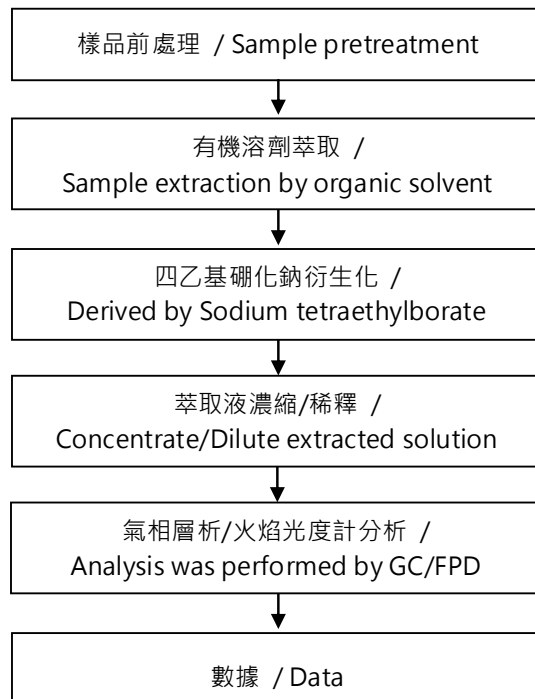 樣品前處理 / Sample pretreatment
有機溶劑萃取 /
Sample extraction by organic solvent
四乙基硼化鈉衍生化 /
Derived by Sodium tetraethylborate
萃取液濃縮/稀釋 /
Concentrate/Dilute extracted solution
氣相層析/火焰光度計分析 /
Analysis was performed by GC/FPD
數據 / Data